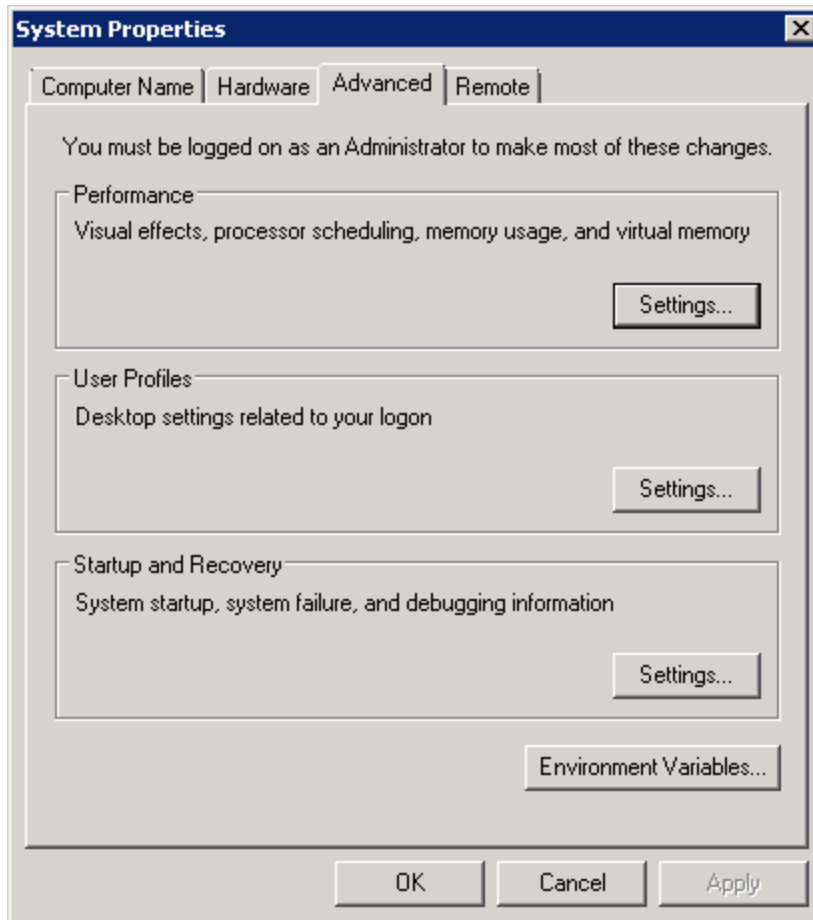 System Properties
Computer Name Hardware Advanced Remote
You must be logged on as an Administrator to make most of these changes.
Performance
Visual effects, processor scheduling, memory usage, and virtual memory
Settings...
User Profiles
Desktop settings related to your logon
Settings...
Startup and Recovery
System startup, system failure, and debugging information
Settings...
Environment Variables...
OK Cancel Apply